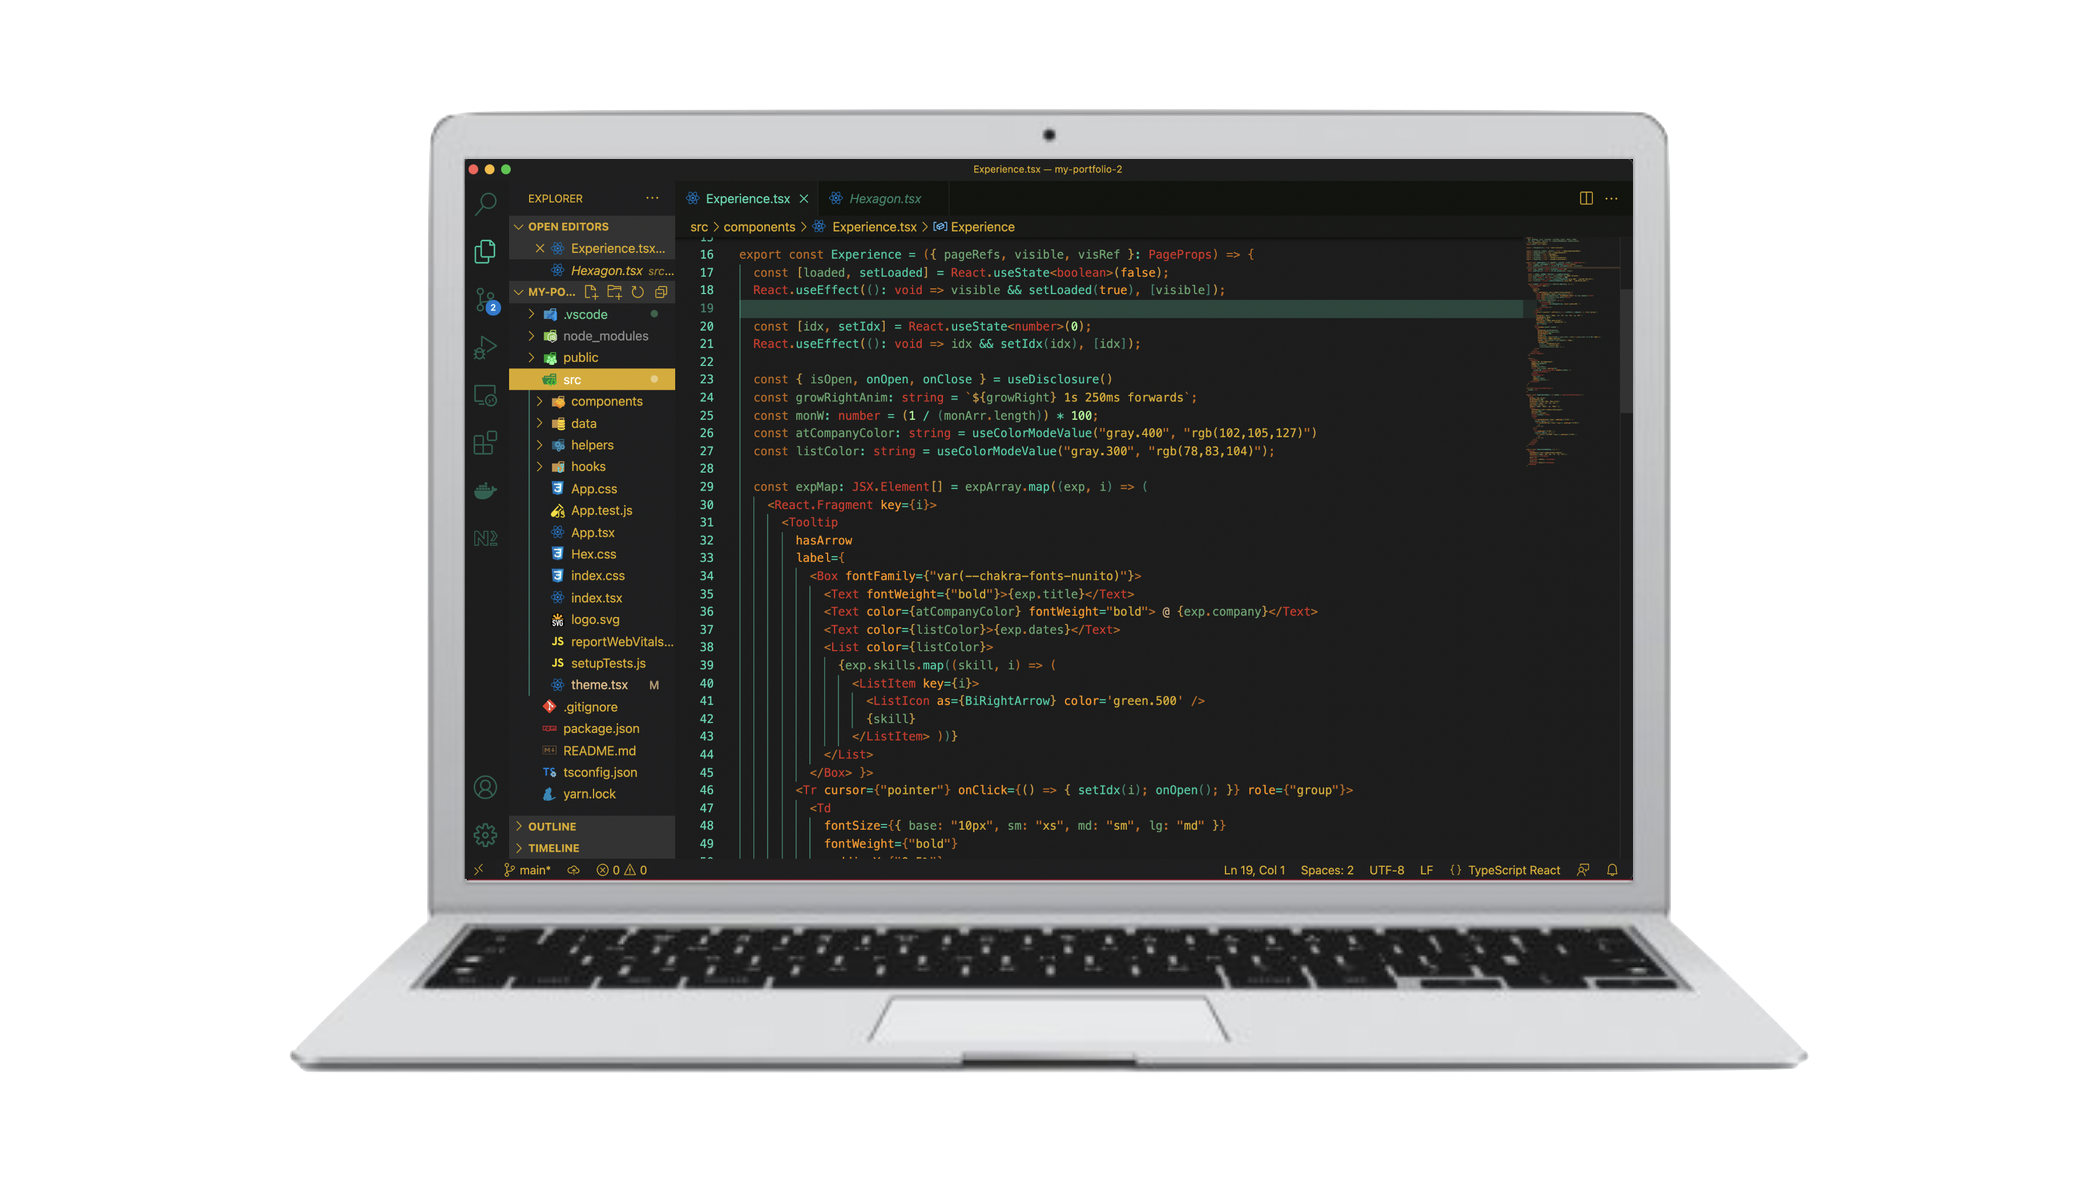 Experience.tsx — my-portfolio-2
EXPLORER
OPEN EDITORS
Experience.tsx...
Hexagon.tsx src...
MY-PO...
.vscode
node_modules
public
src
components
data
helpers
hooks
App.css
App.test.js
App.tsx
Hex.css
index.css
index.tsx
logo.svg
JS reportWebVitals...
JS setupTests.js
theme.tsx M
.gitignore
package.json
README.md
TS tsconfig.json
yarn.lock
OUTLINE
TIMELINE
2
Experience.tsx
Hexagon.tsx
src > components > Experience.tsx > Experience
16 export const Experience = ({ pageRefs, visible, visRef }: PageProps) => {
17 const [loaded, setLoaded] = React.useState<boolean>(false);
18 React.useEffect((): void => visible && setLoaded(true), [visible]);
19
20 const [idx, setIdx] = React.useState<number>(0);
21 React.useEffect((): void => idx && setIdx(idx), [idx]);
22
23 const { isOpen, onOpen, onClose } = useDisclosure()
24 const growRightAnim: string = `${growRight} 1s 250ms forwards`;
25 const monW: number = (1 / (monArr.length)) * 100;
26 const atCompanyColor: string = useColorModeValue("gray.400", "rgb(102,105,127)")
27 const listColor: string = useColorModeValue("gray.300", "rgb(78,83,104)");
28
29 const expMap: JSX.Element[] = expArray.map((exp, i) => (
30 <React.Fragment key={i}>
31 <Tooltip
32 hasArrow
33 label={
34 <Box fontFamily={"var(--chakra-fonts-nunito)"}>
35 <Text fontWeight={"bold"}>{exp.title}</Text>
36 <Text color={atCompanyColor} fontWeight="bold"> @ {exp.company}</Text>
37 <Text color={listColor}>{exp.dates}</Text>
38 <List color={listColor}>
39 {exp.skills.map((skill, i) => (
40 <ListItem key={i}>
41 <ListIcon as={BiRightArrow} color='green.500' />
42 {skill}
43 </ListItem> ))}
44 </List>
45 </Box> }>
46 <Tr cursor={"pointer"} onClick={() => { setIdx(i); onOpen(); }} role={"group"}>
47 <Td
48 fontSize={{ base: "10px", sm: "xs", md: "sm", lg: "md" }}
49 fontWeight={"bold"}
main* 0 0 Ln 19, Col 1 Spaces: 2 UTF-8 LF {} TypeScript React